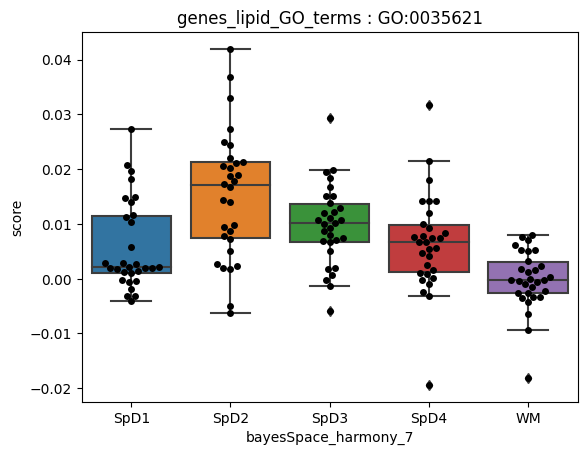 genes_lipid_GO_terms : GO:0035621
score
0.04
0.03
0.02
0.01
0.00
−0.01
−0.02
SpD1 SpD2 SpD3 SpD4 WM
bayesSpace_harmony_7